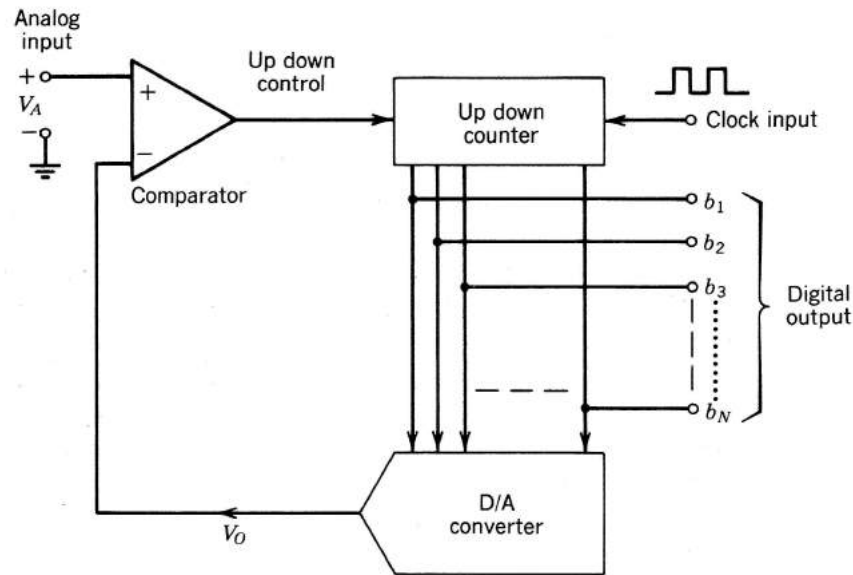 Analog
input
+
V_A
−
+
−
Comparator
Up down
control
Up down
counter
Clock input
b_1
b_2
b_3
b_N
Digital
output
D/A
converter
V_O